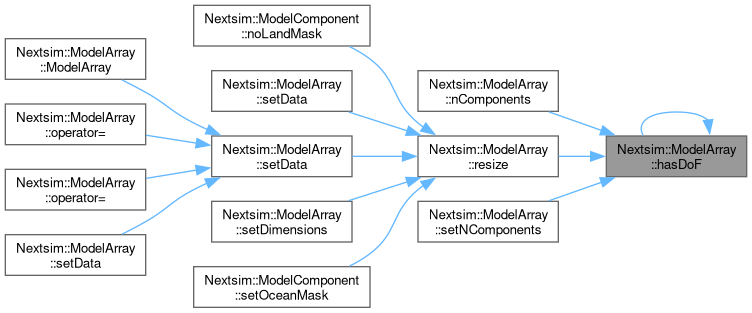 Nextsim::ModelComponent
::noLandMask
Nextsim::ModelArray
::ModelArray
Nextsim::ModelArray
::setData
Nextsim::ModelArray
::nComponents
Nextsim::ModelArray
::operator=
Nextsim::ModelArray
::setData
Nextsim::ModelArray
::resize
Nextsim::ModelArray
::hasDoF
Nextsim::ModelArray
::operator=
Nextsim::ModelArray
::setDimensions
Nextsim::ModelArray
::setNComponents
Nextsim::ModelArray
::setData
Nextsim::ModelComponent
::setOceanMask